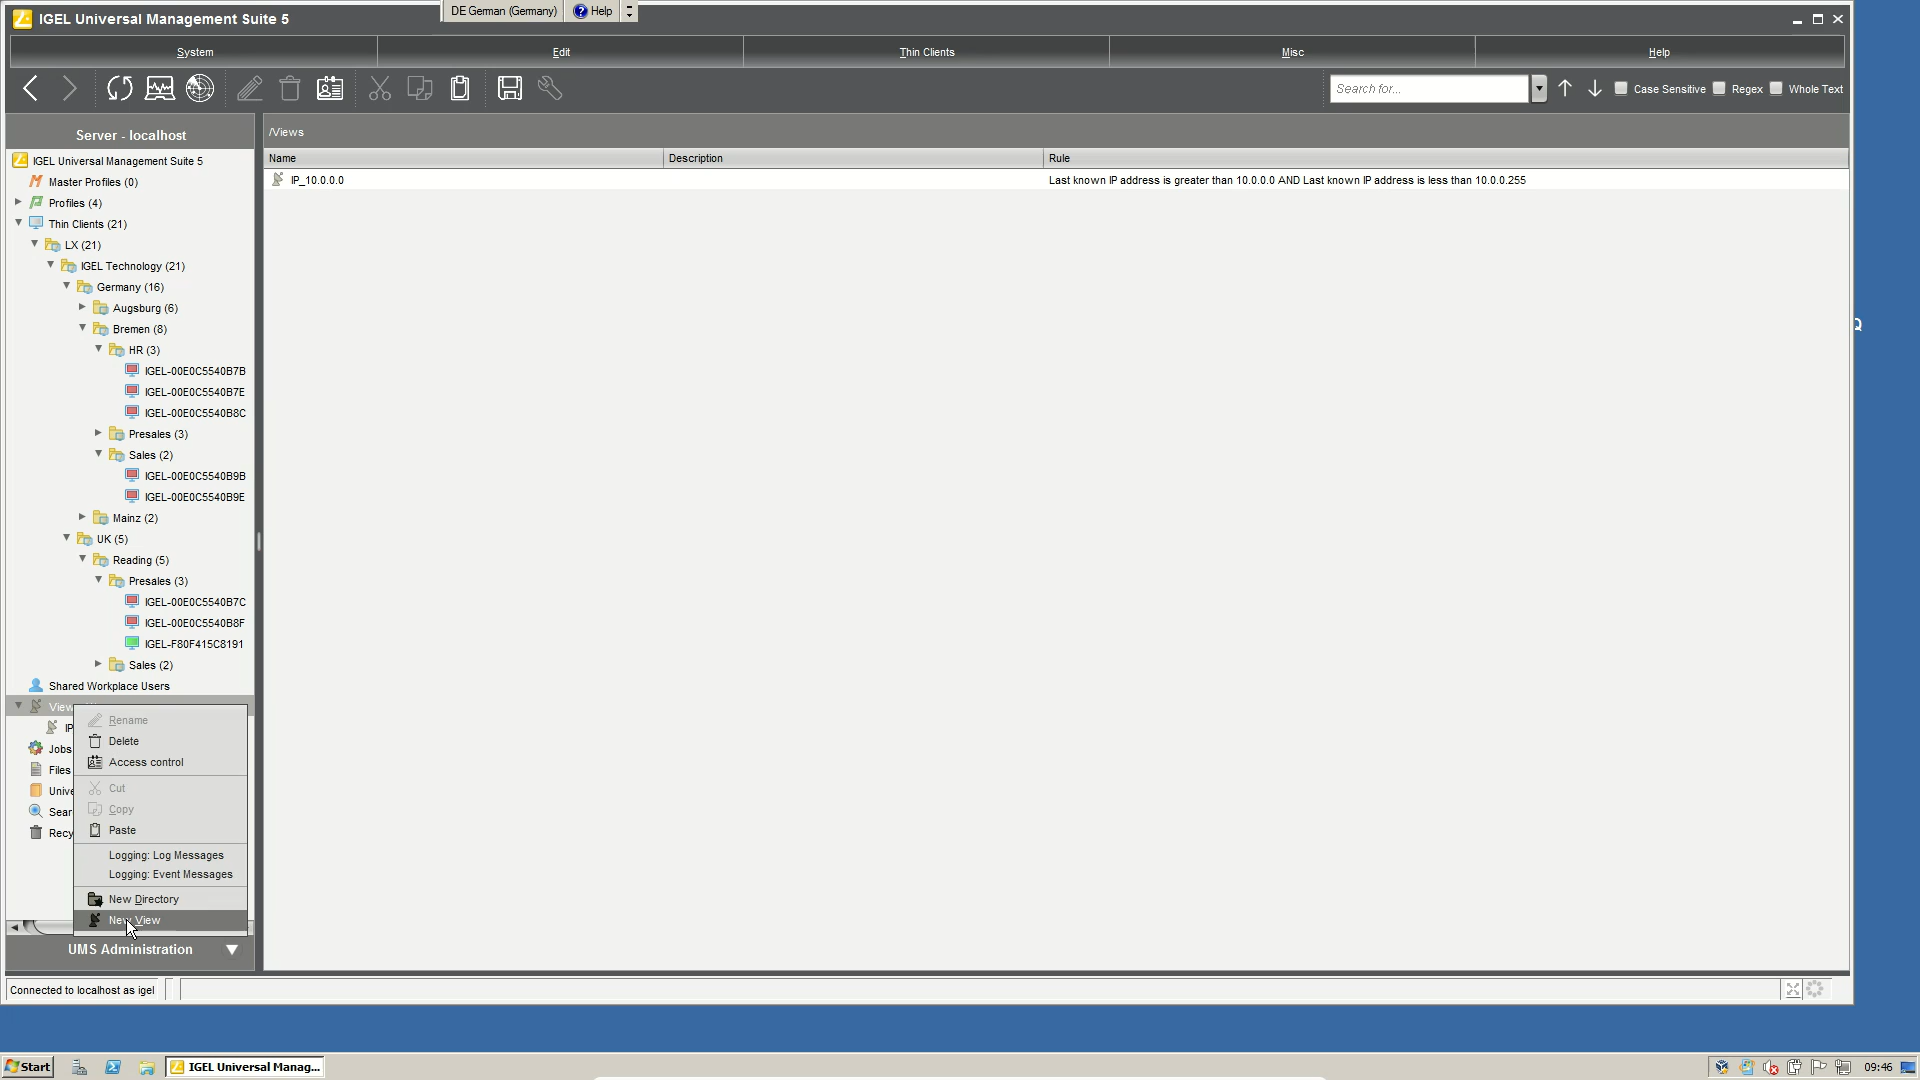 IGEL Universal Management Suite 5
DE German (Germany)
Help
System
Edit
Thin Clients
Misc
Help
Search for...
Case Sensitive
Regex
Whole Text
Server - localhost
IGEL Universal Management Suite 5
Master Profiles (0)
Profiles (4)
Thin Clients (21)
LX (21)
IGEL Technology (21)
Germany (16)
Augsburg (6)
Bremen (8)
HR (3)
IGEL-00E0C5540B7B
IGEL-00E0C5540B7E
IGEL-00E0C5540B8C
Presales (3)
Sales (2)
IGEL-00E0C5540B9B
IGEL-00E0C5540B9E
Mainz (2)
UK (5)
Reading (5)
Presales (3)
IGEL-00E0C5540B7C
IGEL-00E0C5540B8F
IGEL-F80F415C8191
Sales (2)
Shared Workplace Users
View
IP
Jobs
Files
Unive
Sear
Recy
Rename
Delete
Access control
Cut
Copy
Paste
Logging: Log Messages
Logging: Event Messages
New Directory
New View
UMS Administration
/Views
Name
Description
Rule
IP_10.0.0.0
Last known IP address is greater than 10.0.0.0 AND Last known IP address is less than 10.0.0.255
Connected to localhost as igel
Start
IGEL Universal Manag...
09:46